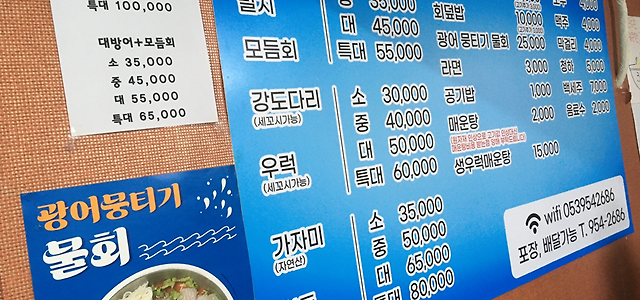 특대 100,000
대방어+모듬회
소 35,000
중 45,000
대 55,000
특대 65,000
광어뭉티기
물회
35,000
대 45,000
모듬회 특대 55,000
강도다리 소 30,000
(세꼬시가능) 중 40,000
대 50,000
우럭 특대 60,000
(세꼬시가능)
소 35,000
가자미 중 50,000
(자연산) 대 65,000
특대 80,000
회덮밥 10,000
광어 뭉티기 물회 25,000
라면 3,000
공기밥 1,000
매운탕 2,000
생우럭매운탕 15,000
맥주 4,000
막걸리 4,000
청하 5,000
백세주 7,000
음료수 2,000
wifi 0539542686
포장, 배달가능 T. 954-2686